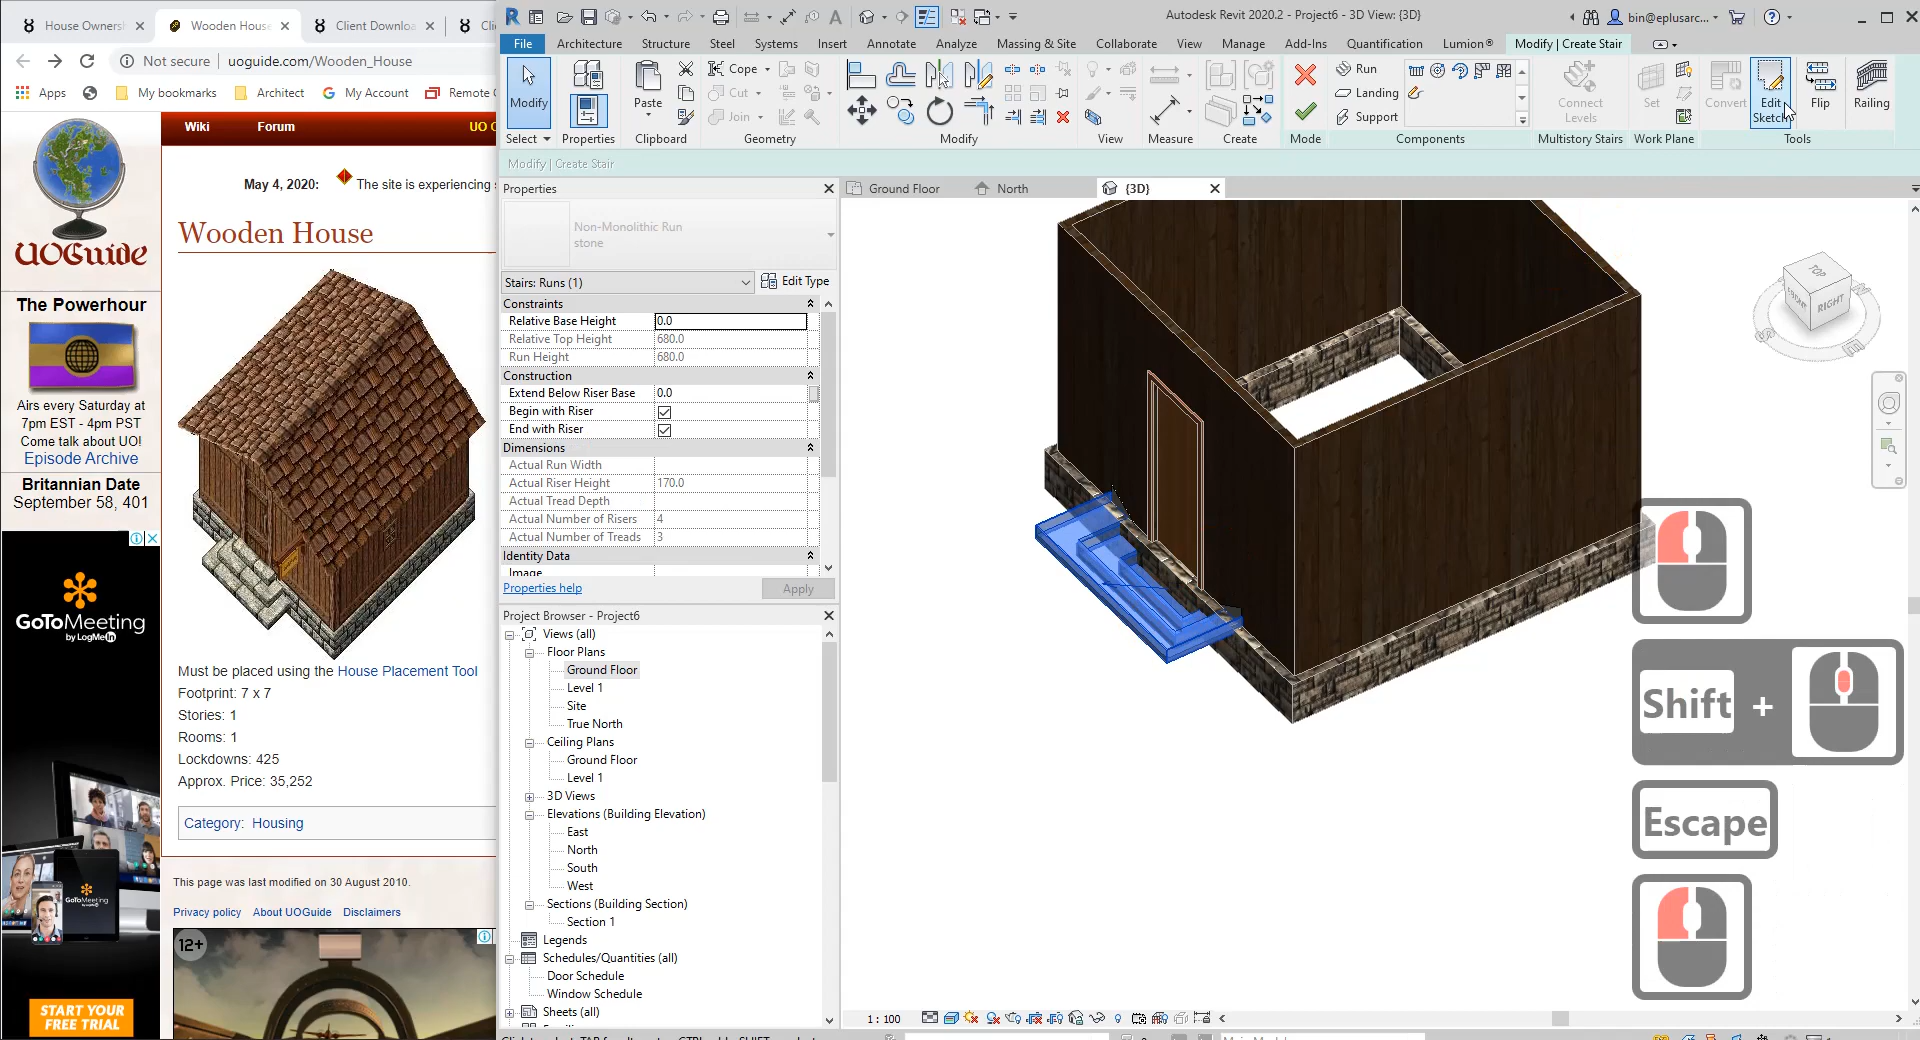 House Ownersh
Wooden House
Client Downloa
Cli
Not secure | uoguide.com/Wooden_House
Apps
My bookmarks
Architect
My Account
Remote
UOGuide
Wiki
Forum
UO
May 4, 2020:
The site is experiencing
Wooden House
The Powerhour
Airs every Saturday at
7pm EST - 4pm PST
Come talk about UO!
Episode Archive
Britannian Date
September 58, 401
GoToMeeting
by LogMeIn
GoToMeeting
START YOUR
FREE TRIAL
Must be placed using the House Placement Tool
Footprint: 7 x 7
Stories: 1
Rooms: 1
Lockdowns: 425
Approx. Price: 35,252
Category: Housing
This page was last modified on 30 August 2010.
Privacy policy
About UOGuide
Disclaimers
12+
Autodesk Revit 2020.2 - Project6 - 3D View: {3D}
bin@eplusarc...
File
Architecture
Structure
Steel
Systems
Insert
Annotate
Analyze
Massing & Site
Collaborate
View
Manage
Add-Ins
Quantification
Lumion®
Modify | Create Stair
Modify
Select
Properties
Paste
Clipboard
Cope
Cut
Join
Geometry
Modify
View
Measure
Create
Mode
Run
Landing
Support
Components
Connect
Levels
Multistory Stairs
Set
Work Plane
Convert
Edit
Sketch
Flip
Railing
Tools
Modify | Create Stair
Properties
Non-Monolithic Run
stone
Stairs: Runs (1)
Edit Type
Constraints
Relative Base Height 0.0
Relative Top Height 680.0
Run Height 680.0
Construction
Extend Below Riser Base 0.0
Begin with Riser
End with Riser
Dimensions
Actual Run Width
Actual Riser Height 170.0
Actual Tread Depth
Actual Number of Risers 4
Actual Number of Treads 3
Identity Data
Image
Properties help
Apply
Project Browser - Project6
Views (all)
Floor Plans
Ground Floor
Level 1
Site
True North
Ceiling Plans
Ground Floor
Level 1
3D Views
Elevations (Building Elevation)
East
North
South
West
Sections (Building Section)
Section 1
Legends
Schedules/Quantities (all)
Door Schedule
Window Schedule
Sheets (all)
Ground Floor
North
{3D}
TOP
FRONT
RIGHT
S
E
Shift +
Escape
1 : 100